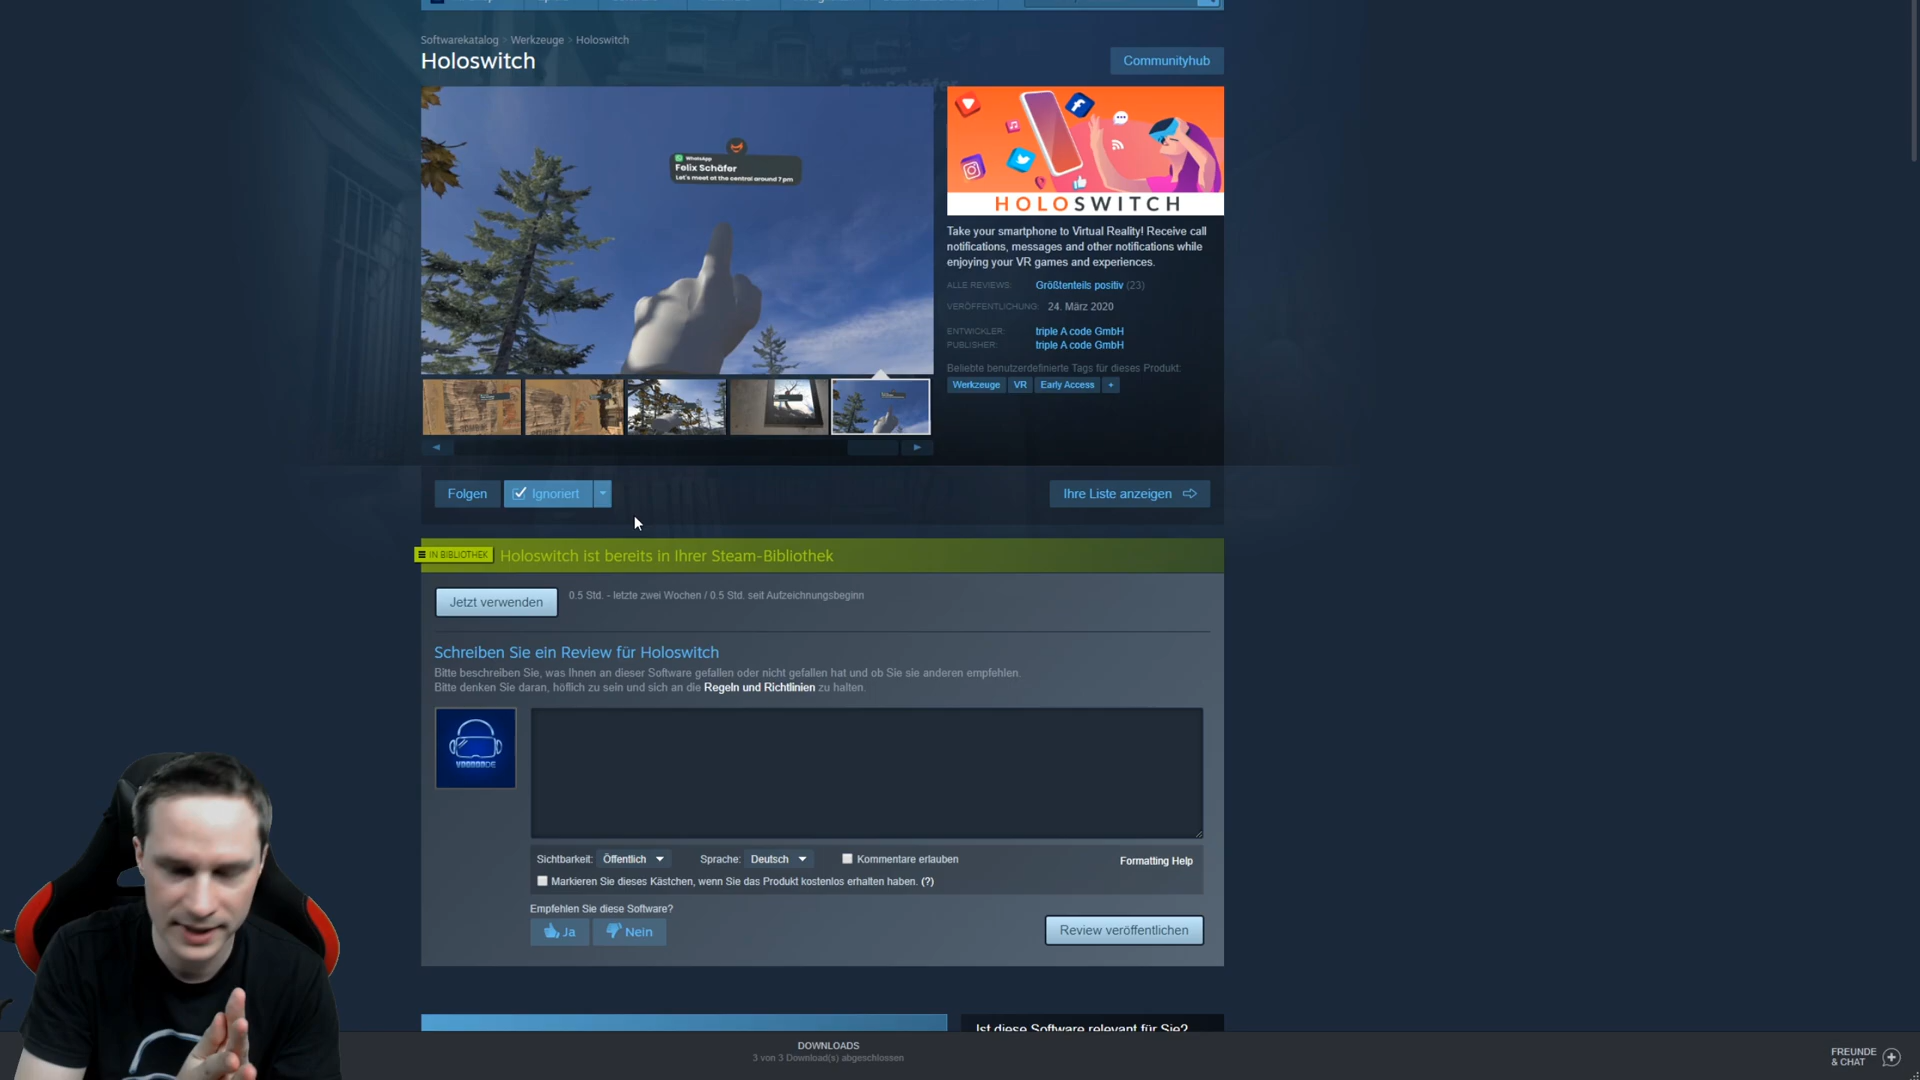 Softwarekatalog > Werkzeuge > Holoswitch
Holoswitch
Communityhub
WhatsApp
Felix Schäfer
Let's meet at the central around 7 pm
HOLOSWITCH
Take your smartphone to Virtual Reality! Receive call
notifications, messages and other notifications while
enjoying your VR games and experiences.
ALLE REVIEWS: Größtenteils positiv (23)
VERÖFFENTLICHUNG: 24. März 2020
ENTWICKLER: triple A code GmbH
PUBLISHER: triple A code GmbH
Beliebte benutzerdefinierte Tags für dieses Produkt:
Werkzeuge VR Early Access +
Folgen Ignoriert Ihre Liste anzeigen
IN BIBLIOTHEK Holoswitch ist bereits in Ihrer Steam-Bibliothek
Jetzt verwenden 0.5 Std. - letzte zwei Wochen / 0.5 Std. seit Aufzeichnungsbeginn
Schreiben Sie ein Review für Holoswitch
Bitte beschreiben Sie, was Ihnen an dieser Software gefallen oder nicht gefallen hat und ob Sie sie anderen empfehlen.
Bitte denken Sie daran, höflich zu sein und sich an die Regeln und Richtlinien zu halten.
Sichtbarkeit: Öffentlich Sprache: Deutsch Kommentare erlauben Formatting Help
Markieren Sie dieses Kästchen, wenn Sie das Produkt kostenlos erhalten haben. (?)
Empfehlen Sie diese Software?
Ja Nein Review veröffentlichen
Ist diese Software relevant für Sie?
DOWNLOADS
3 von 3 Download(s) abgeschlossen
FREUNDE
& CHAT